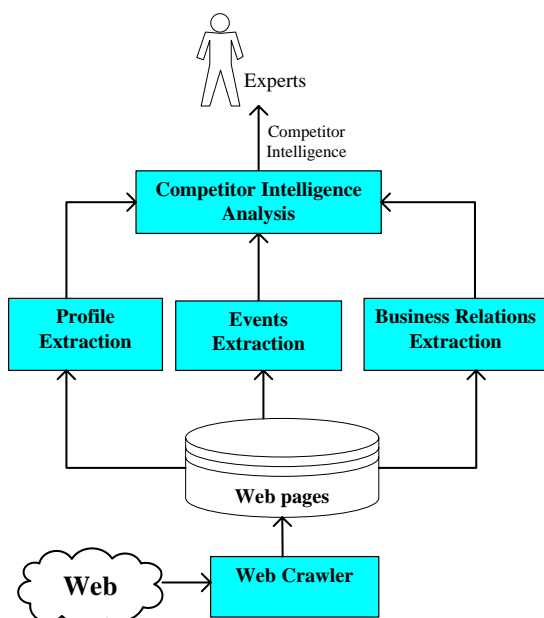 Experts
Competitor
Intelligence
Competitor Intelligence
Analysis
Profile
Extraction
Events
Extraction
Business Relations
Extraction
Web pages
Web
Web Crawler